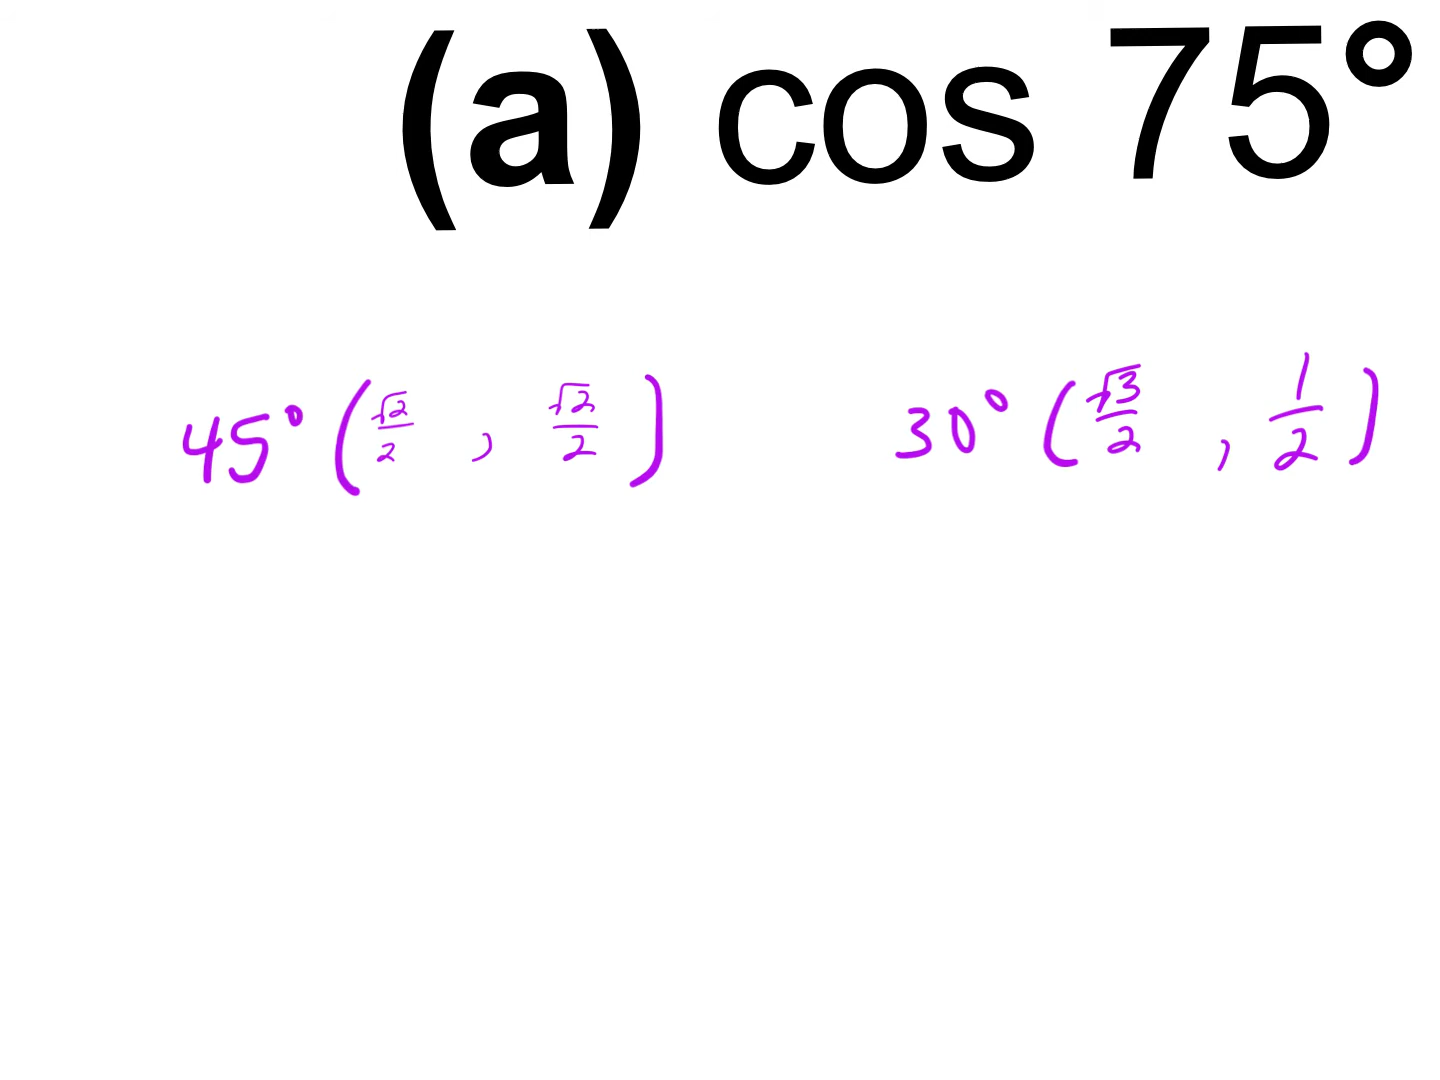 (a) cos 75°
45° (√2/2 , √2/2) 30° (√3/2 , 1/2)